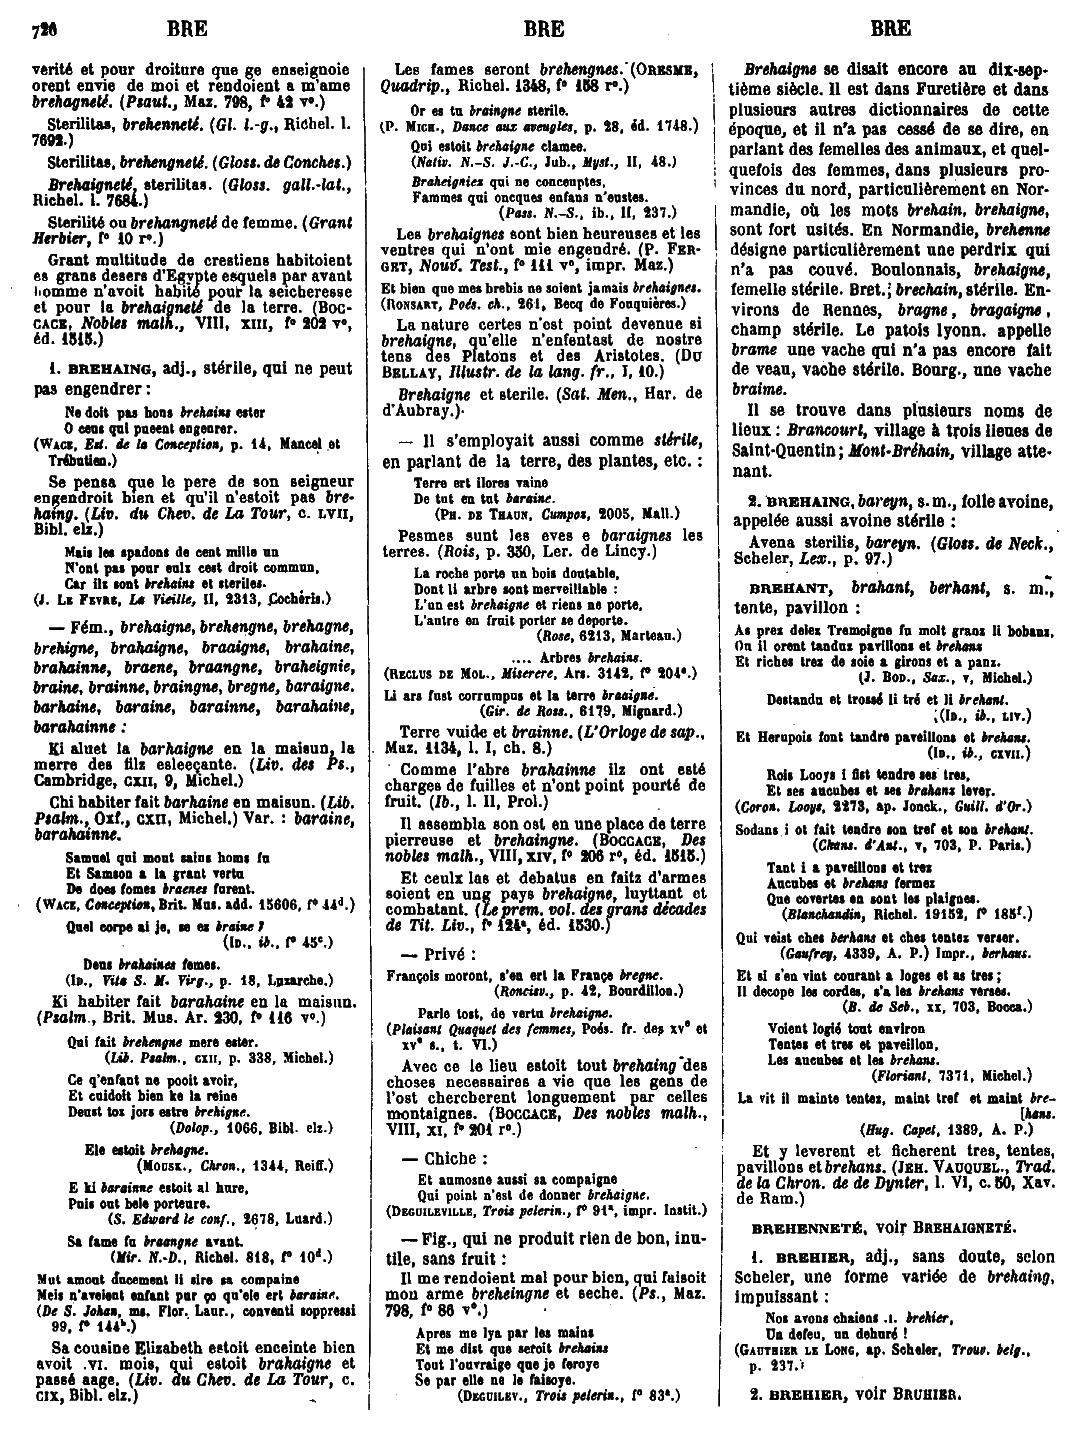 726 BRE BRE BRE
verité et pour droiture que ge enseignoie
orent envie de moi et rendoient a m'ame
brehagneté. (Psaut., Maz. 798, f° 42 v°.)
Sterilitas, brehenneté. (Gl. l.-g., Richel. l.
7692.)
Sterilitas, brehengneté. (Gloss. de Conches.)
Brehaigneté, sterilitas. (Gloss. gall.-lat.,
Richel. l. 7684.)
Sterilité ou brehangneté de femme. (Grant
Herbier, f° 10 r°.)
Grant multitude de crestiens habitoient
es grans desers d'Egypte esquels par avant
homme n'avoit habité pour la seicheresse
et pour la brehaigneté de la terre. (Boc-
CACE, Nobles malh., VIII, XIII, f° 202 v°,
éd. 1515.)
1. BREHAING, adj., stérile, qui ne peut
pas engendrer :
Ne doit pas hons brehains ester
O ceus qui pueent engenrer.
(WACE, Est. de la Conception, p. 14, Mancel et
Trébutien.)
Se pensa que le pere de son seigneur
engendroit bien et qu'il n'estoit pas bre-
haing. (Liv. du Chev. de La Tour, c. LVII,
Bibl. elz.)
Mais les spadons de cent mille un
N'ont pas pour eulx cest droit commun,
Car ilz sont brehains et steriles.
(J. LE FEVRE, La Vieille, II, 2313, Cochéris.)
— Fém., brehaigne, brehengne, brehagne,
brehigne, brahaigne, braaigne, brahaine,
brahainne, braene, braangne, braheignie,
braine, brainne, braingne, bregne, baraigne.
barhaine, baraine, barainne, barahaine,
barahainne :
Ki aluet la barhaigne en la maisun, la
merre des filz esleeçante. (Liv. des Ps.,
Cambridge, CXII, 9, Michel.)
Chi habiter fait barhaine en maisun. (Lib.
Psalm., Oxf., CXII, Michel.) Var. : baraine,
barahainne.
Samuel qui mout sains homs fu
Et Samson a la grant vertu
De does fomes braenes furent.
(WACE, Conception, Brit. Mus. add. 15606, f° 44d.)
Quel corpe ai je, se es braine ?
(ID., ib., f° 45c.)
Deus brahaines femes.
(ID., Vita S. M. Virg., p. 18, Luzarche.)
Ki habiter fait barahaine en la maisun.
(Psalm., Brit. Mus. Ar. 230, f° 116 v°.)
Qui fait brehengne mere ester.
(Lib. Psalm., CXII, p. 338, Michel.)
Ce q'enfant ne pooit avoir,
Et cuidoit bien ke la reine
Deust toz jors estre brehigne.
(Dolop., 1066, Bibl. elz.)
Ele estoit brehagne.
(MOUSK., Chron., 1344, Reiff.)
E ki barainne estoit al hure,
Puis out bele porteure.
(S. Edward le conf., 2678, Luard.)
Sa fame fu braangne avant.
(Mir. N.-D., Richel. 818, f° 10d.)
Mut amout ducement li sire sa compaine
Meis n'aveient enfant pur ço qu'ele ert baraine.
(De S. Johan, ms. Flor. Laur., conventi soppressi
99, f° 144b.)
Sa cousine Elizabeth estoit enceinte bien
avoit .VI. mois, qui estoit brahaigne et
passé aage. (Liv. du Chev. de La Tour, c.
CIX, Bibl. elz.)
Les fames seront brehengnes. (ORESME,
Quadrip., Richel. 1348, f° 158 r°.)
Or es tu braingne sterile.
(P. MICH., Dance aux aveugles, p. 28, éd. 1748.)
Qui estoit brehaigne clamee.
(Nativ. N.-S. J.-C., Jub., Myst., II, 48.)
Braheigniez qui ne conceuptes,
Fammes qui oncques enfans n'eustes.
(Pass. N.-S., ib., II, 237.)
Les brehaignes sont bien heureuses et les
ventres qui n'ont mie engendré. (P. FER-
GET, Nouv. Test., f° 111 v°, impr. Maz.)
Et bien que mes brebis ne soient jamais brehaignes.
(RONSART, Poés. ch., 261, Becq de Fouquières.)
La nature certes n'est point devenue si
brehaigne, qu'elle n'enfentast de nostre
tens des Platons et des Aristotes. (DU
BELLAY, Illustr. de la lang. fr., I, 10.)
Brehaigne et sterile. (Sat. Men., Har. de
d'Aubray.)
— Il s'employait aussi comme stérile,
en parlant de la terre, des plantes, etc. :
Terre ert ilores vaine
De tut en tut baraine.
(PH. DE THAUN, Cumpoz, 2005, Mall.)
Pesmes sunt les eves e baraignes les
terres. (Rois, p. 350, Ler. de Lincy.)
La roche porte un bois doutable,
Dont li arbre sont merveillable :
L'un est brehaigne et riens ne porte,
L'autre en fruit porter se deporte.
(Rose, 6213, Marteau.)
.... Arbres brehains.
(RECLUS DE MOL., Miserere, Ars. 3142, f° 204a.)
Li ars fust corrumpus et la terre braaigne.
(Gir. de Ross., 6179, Mignard.)
Terre vuide et brainne. (L'Orloge de sap.,
Maz. 1134, l. I, ch. 8.)
Comme l'abre brahainne ilz ont esté
charges de fuilles et n'ont point pourté de
fruit. (Ib., l. II, Prol.)
Il assembla son ost en une place de terre
pierreuse et brehaingne. (BOCCACE, Des
nobles malh., VIII, XIV, f° 206 r°, éd. 1515.)
Et ceulx las et debatus en faitz d'armes
soient en ung pays brehaigne, luyttant et
combatant. (Le prem. vol. des grans décades
de Tit. Liv., f° 124a, éd. 1530.)
— Privé :
François moront, s'en ert la France bregne.
(Roncisv., p. 42, Bourdillon.)
Parle tost, de vertu brehaigne.
(Plaisant Quaquet des femmes, Poés. fr. des XVe et
XVe s., t. VI.)
Avec ce le lieu estoit tout brehaing des
choses necessaires a vie que les gens de
l'ost chercherent longuement par celles
montaignes. (BOCCACE, Des nobles malh.,
VIII, XI, f° 201 r°.)
— Chiche :
Et aumosne aussi sa compaigne
Qui point n'est de donner brehaigne.
(DEGUILEVILLE, Trois pelerin., f° 91a, impr. Instit.)
— Fig., qui ne produit rien de bon, inu-
tile, sans fruit :
Il me rendoient mal pour bien, qui faisoit
mon arme breheingne et seche. (Ps., Maz.
798, f° 86 v°.)
Apres me lya par les mains
Et me dist que seroit brehains
Tout l'ouvraige que je feroye
Se par elle ne le faisoye.
(DEGUILEV., Trois pelerin., f° 83a.)
Brehaigne se disait encore au dix-sep-
tième siècle. Il est dans Furetière et dans
plusieurs autres dictionnaires de cette
époque, et il n'a pas cessé de se dire, en
parlant des femelles des animaux, et quel-
quefois des femmes, dans plusieurs pro-
vinces du nord, particulièrement en Nor-
mandie, où les mots brehain, brehaigne,
sont fort usités. En Normandie, brehenne
désigne particulièrement une perdrix qui
n'a pas couvé. Boulonnais, brehaigne,
femelle stérile. Bret., brechain, stérile. En-
virons de Rennes, bragne, bragaigne,
champ stérile. Le patois lyonn. appelle
brame une vache qui n'a pas encore fait
de veau, vache stérile. Bourg., une vache
braime.
Il se trouve dans plusieurs noms de
lieux : Brancourt, village à trois lieues de
Saint-Quentin ; Mont-Bréhain, village atte-
nant.
2. BREHAING, bareyn, s. m., folle avoine,
appelée aussi avoine stérile :
Avena sterilis, bareyn. (Gloss. de Neck.,
Scheler, Lex., p. 97.)
BREHANT, brahant, berhant, s. m.,
tente, pavillon :
As prez delez Tremoigne fu molt granz li bobanz,
On il orent tanduz pavillons et brehans
Et riches trez de soie a girons et a panz.
(J. BOD., Sax., V, Michel.)
Destandu et troussé li tré et li brehant.
(ID., ib., LIV.)
Et Herupois font tandre paveillons et brehans.
(ID., ib., CXVII.)
Rois Looys i fist tendre ses tres,
Et ses aucubes et ses brahans lever.
(Coron. Looys, 2273, ap. Jonck., Guill. d'Or.)
Sodans i ot fait tendre son tref et son brehant.
(Chans. d'Ant., V, 703, P. Paris.)
Tant i a paveillons et trez
Aucubes et brehans fermez
Que covertes en sont les plaignes.
(Blanchandin, Richel. 19152, f° 185f.)
Qui veist ches berhans et ches tentez verser.
(Gaufrey, 4339, A. P.) Impr., berhaus.
Et si s'en vint courant a loges et as tres ;
Il decope les cordes, s'a les brehans versés.
(B. de Seb., XX, 703, Bocca.)
Voient logié tout environ
Tentes et tres et paveillon,
Les aucubes et les brehans.
(Floriant, 7371, Michel.)
La vit il mainte tentez, maint tref et maint bre-
[hans.
(Hug. Capet, 1389, A. P.)
Et y leverent et ficherent tres, tentes,
pavillons et brehans. (JEH. VAUQUEL., Trad.
de la Chron. de de Dynter, l. VI, c. 50, Xav.
de Ram.)
BREHENNETÉ, voir BREHAIGNETÉ.
1. BREHIER, adj., sans doute, selon
Scheler, une forme variée de brehaing,
impuissant :
Nos avons chaiens .I. brehier,
Un defeu, un dehuré !
(GAUTHIER LE LONG, ap. Scheler, Trouv. belg.,
p. 237.)
2. BREHIER, voir BRUHIER.